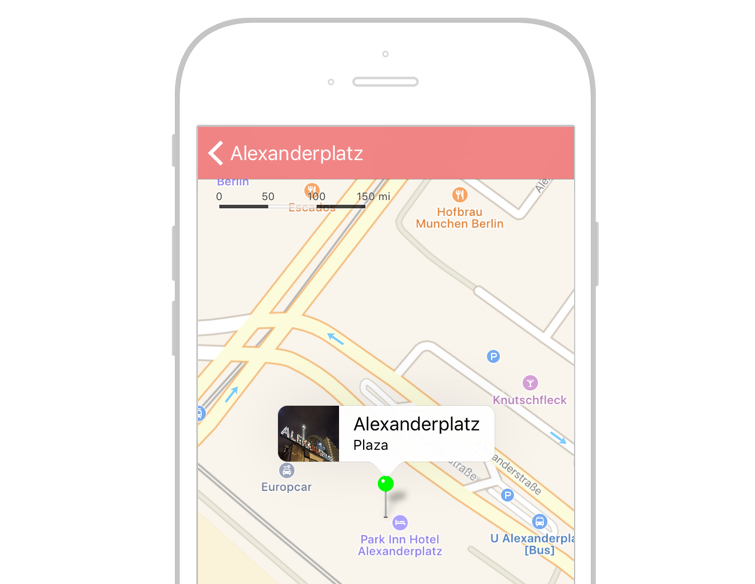 Alexanderplatz
Berlin
0 50 100 150 mi
Escados
Hofbrau
Munchen Berlin
Ale
P
Knutschfleck
Alexanderplatz
Plaza
anderstraße
straße
Europcar
P
Park Inn Hotel
Alexanderplatz
U Alexanderpla
[Bus]